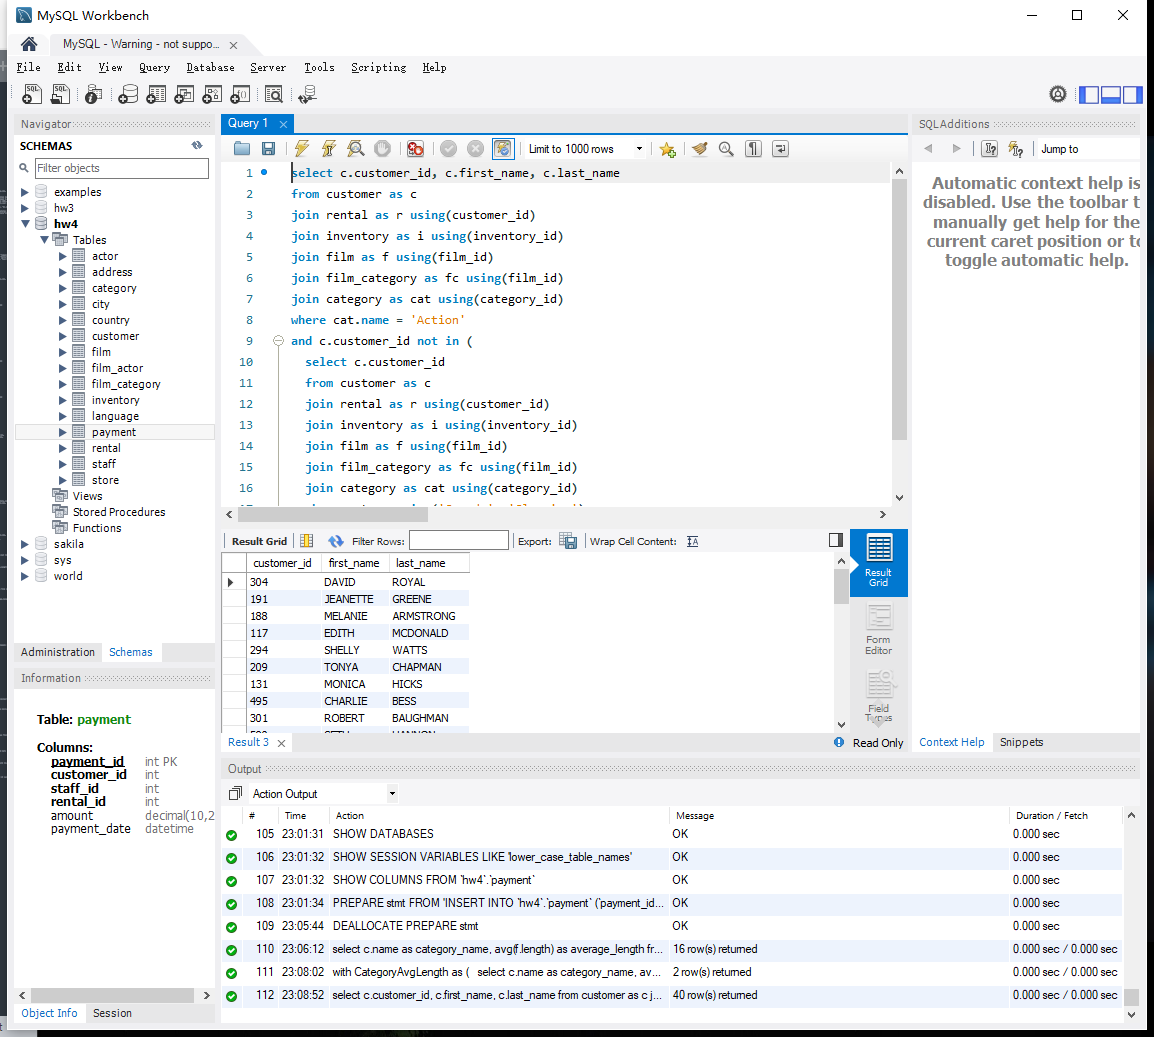 MySQL Workbench
MySQL - Warning - not suppo...
File Edit View Query Database Server Tools Scripting Help
Navigator
SCHEMAS
Filter objects
examples
hw3
hw4
Tables
actor
address
category
city
country
customer
film
film_actor
film_category
inventory
language
payment
rental
staff
store
Views
Stored Procedures
Functions
sakila
sys
world
Administration Schemas
Information
Table: payment
Columns:
payment_id int PK
customer_id int
staff_id int
rental_id int
amount decimal(10,2
payment_date datetime
Object Info Session
Query 1
Limit to 1000 rows
1 select c.customer_id, c.first_name, c.last_name
2 from customer as c
3 join rental as r using(customer_id)
4 join inventory as i using(inventory_id)
5 join film as f using(film_id)
6 join film_category as fc using(film_id)
7 join category as cat using(category_id)
8 where cat.name = 'Action'
9 and c.customer_id not in (
10 select c.customer_id
11 from customer as c
12 join rental as r using(customer_id)
13 join inventory as i using(inventory_id)
14 join film as f using(film_id)
15 join film_category as fc using(film_id)
16 join category as cat using(category_id)
Result Grid Filter Rows: Export: Wrap Cell Content:
customer_id first_name last_name
304 DAVID ROYAL
191 JEANETTE GREENE
188 MELANIE ARMSTRONG
117 EDITH MCDONALD
294 SHELLY WATTS
209 TONYA CHAPMAN
131 MONICA HICKS
495 CHARLIE BESS
301 ROBERT BAUGHMAN
Result Grid
Form Editor
Field Types
Result 3
Read Only
SQLAdditions
Jump to
Automatic context help is
disabled. Use the toolbar t
manually get help for the
current caret position or to
toggle automatic help.
Context Help Snippets
Output
Action Output
# Time Action Message Duration / Fetch
105 23:01:31 SHOW DATABASES OK 0.000 sec
106 23:01:32 SHOW SESSION VARIABLES LIKE 'lower_case_table_names' OK 0.000 sec
107 23:01:32 SHOW COLUMNS FROM `hw4`.`payment` OK 0.000 sec
108 23:01:34 PREPARE stmt FROM 'INSERT INTO `hw4`.`payment` (`payment_id... OK 0.000 sec
109 23:05:44 DEALLOCATE PREPARE stmt OK 0.000 sec
110 23:06:12 select c.name as category_name, avg(f.length) as average_length fr... 16 row(s) returned 0.000 sec / 0.000 sec
111 23:08:02 with CategoryAvgLength as ( select c.name as category_name, av... 2 row(s) returned 0.000 sec / 0.000 sec
112 23:08:52 select c.customer_id, c.first_name, c.last_name from customer as c j... 40 row(s) returned 0.000 sec / 0.000 sec